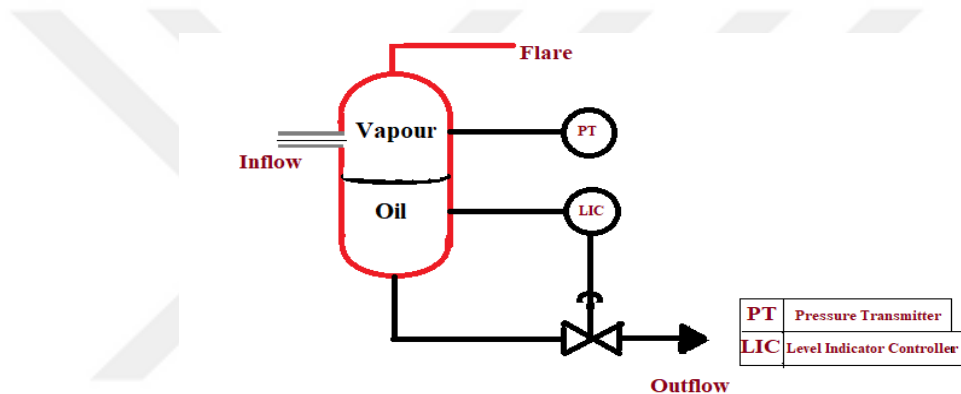 Flare
Vapour
PT
Inflow
Oil
LIC
PT Pressure Transmitter
LIC Level Indicator Controller
Outflow